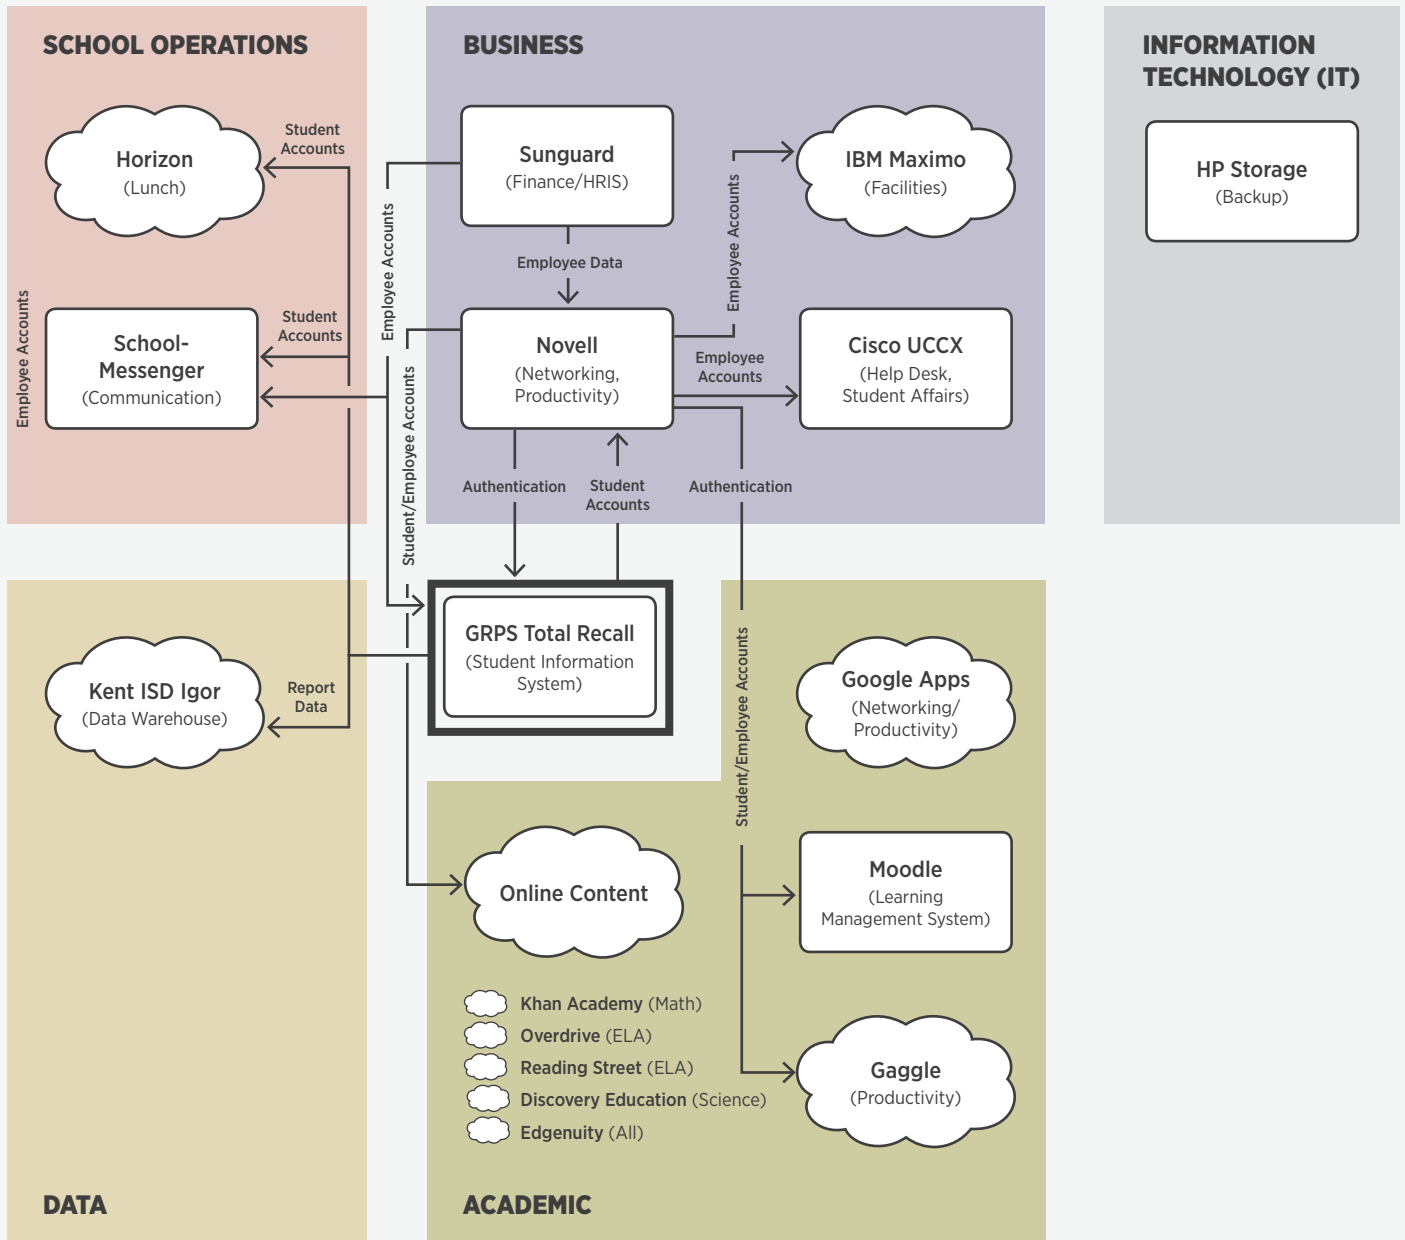 SCHOOL OPERATIONS
Horizon
(Lunch)
Student
Accounts
Employee Accounts
School-
Messenger
(Communication)
Student
Accounts
Employee Accounts
Student/Employee Accounts
BUSINESS
Sunguard
(Finance/HRIS)
Employee Data
Novell
(Networking,
Productivity)
Employee Accounts
IBM Maximo
(Facilities)
Employee
Accounts
Cisco UCCX
(Help Desk,
Student Affairs)
Authentication
Student
Accounts
Authentication
INFORMATION
TECHNOLOGY (IT)
HP Storage
(Backup)
GRPS Total Recall
(Student Information
System)
Kent ISD Igor
(Data Warehouse)
Report
Data
DATA
Student/Employee Accounts
Google Apps
(Networking/
Productivity)
Moodle
(Learning
Management System)
Online Content
Khan Academy (Math)
Overdrive (ELA)
Reading Street (ELA)
Discovery Education (Science)
Edgenuity (All)
Gaggle
(Productivity)
ACADEMIC